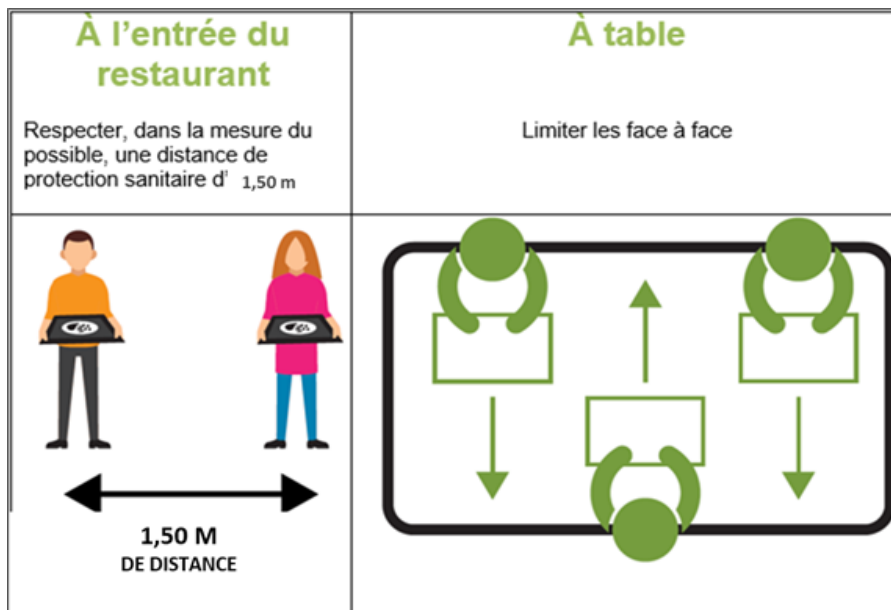 À l'entrée du
restaurant
Respecter, dans la mesure du
possible, une distance de
protection sanitaire d' 1,50 m
1,50 M
DE DISTANCE
À table
Limiter les face à face